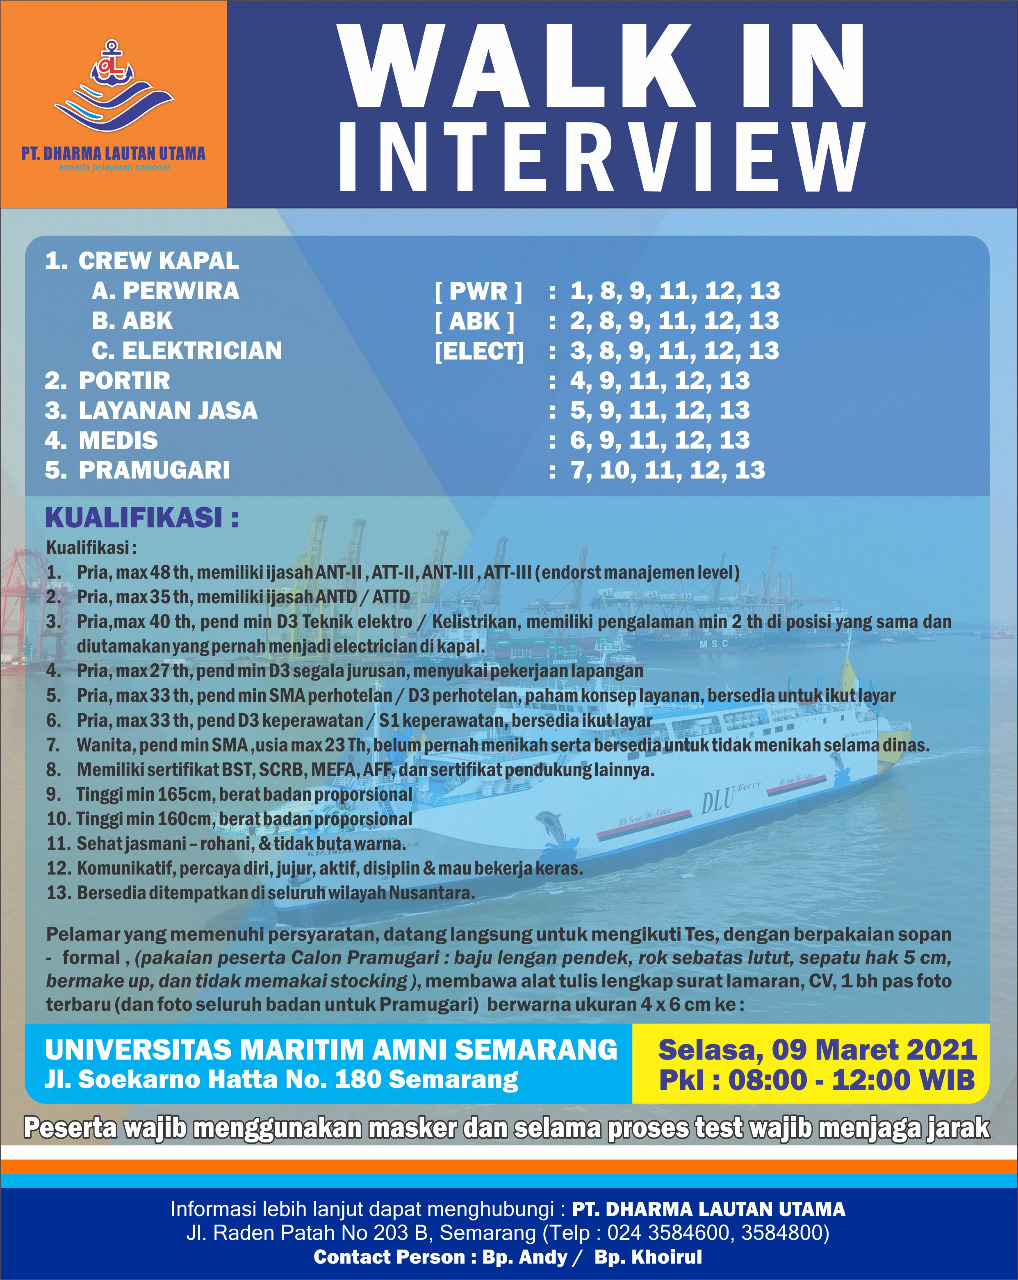 WALK IN
INTERVIEW
dL
PT. DHARMA LAUTAN UTAMA
armada pelayaran nasional
1. CREW KAPAL
A. PERWIRA [ PWR ] : 1, 8, 9, 11, 12, 13
B. ABK [ ABK ] : 2, 8, 9, 11, 12, 13
C. ELEKTRICIAN [ELECT] : 3, 8, 9, 11, 12, 13
2. PORTIR : 4, 9, 11, 12, 13
3. LAYANAN JASA : 5, 9, 11, 12, 13
4. MEDIS : 6, 9, 11, 12, 13
5. PRAMUGARI : 7, 10, 11, 12, 13
KUALIFIKASI :
Kualifikasi :
1. Pria, max 48 th, memiliki ijasah ANT-II , ATT-II, ANT-III , ATT-III (endorst manajemen level)
2. Pria, max 35 th, memiliki ijasah ANTD / ATTD
3. Pria,max 40 th, pend min D3 Teknik elektro / Kelistrikan, memiliki pengalaman min 2 th di posisi yang sama dan
diutamakan yang pernah menjadi electrician di kapal.
4. Pria, max 27 th, pend min D3 segala jurusan, menyukai pekerjaan lapangan
5. Pria, max 33 th, pend min SMA perhotelan / D3 perhotelan, paham konsep layanan, bersedia untuk ikut layar
6. Pria, max 33 th, pend D3 keperawatan / S1 keperawatan, bersedia ikut layar
7. Wanita, pend min SMA ,usia max 23 Th, belum pernah menikah serta bersedia untuk tidak menikah selama dinas.
8. Memiliki sertifikat BST, SCRB, MEFA, AFF, dan sertifikat pendukung lainnya.
9. Tinggi min 165cm, berat badan proporsional
10. Tinggi min 160cm, berat badan proporsional
11. Sehat jasmani – rohani, & tidak buta warna.
12. Komunikatif, percaya diri, jujur, aktif, disiplin & mau bekerja keras.
13. Bersedia ditempatkan di seluruh wilayah Nusantara.
MSC
DLU Ferry
We Serve The Nation
Pelamar yang memenuhi persyaratan, datang langsung untuk mengikuti Tes, dengan berpakaian sopan
- formal , (pakaian peserta Calon Pramugari : baju lengan pendek, rok sebatas lutut, sepatu hak 5 cm,
bermake up, dan tidak memakai stocking ), membawa alat tulis lengkap surat lamaran, CV, 1 bh pas foto
terbaru (dan foto seluruh badan untuk Pramugari) berwarna ukuran 4 x 6 cm ke :
UNIVERSITAS MARITIM AMNI SEMARANG
Jl. Soekarno Hatta No. 180 Semarang
Selasa, 09 Maret 2021
Pkl : 08:00 - 12:00 WIB
Peserta wajib menggunakan masker dan selama proses test wajib menjaga jarak
Informasi lebih lanjut dapat menghubungi : PT. DHARMA LAUTAN UTAMA
Jl. Raden Patah No 203 B, Semarang (Telp : 024 3584600, 3584800)
Contact Person : Bp. Andy / Bp. Khoirul